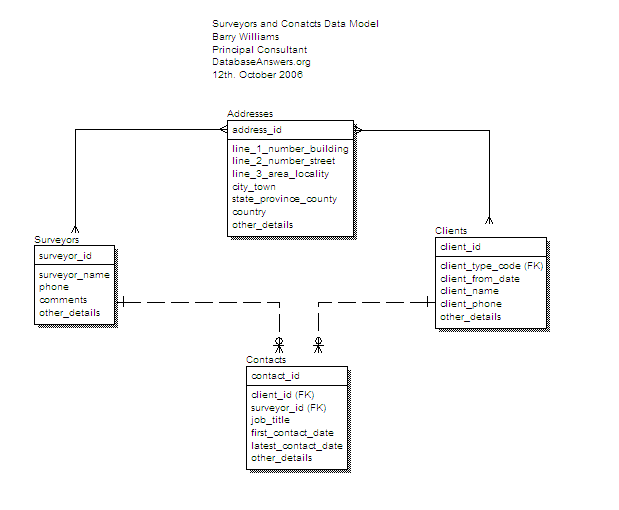 Surveyors and Conatcts Data Model
Barry Williams
Principal Consultant
DatabaseAnswers.org
12th. October 2006
Addresses
address_id
line_1_number_building
line_2_number_street
line_3_area_locality
city_town
state_province_county
country
other_details
Surveyors
surveyor_id
surveyor_name
phone
comments
other_details
Clients
client_id
client_type_code (FK)
client_from_date
client_name
client_phone
other_details
Contacts
contact_id
client_id (FK)
surveyor_id (FK)
job_title
first_contact_date
latest_contact_date
other_details